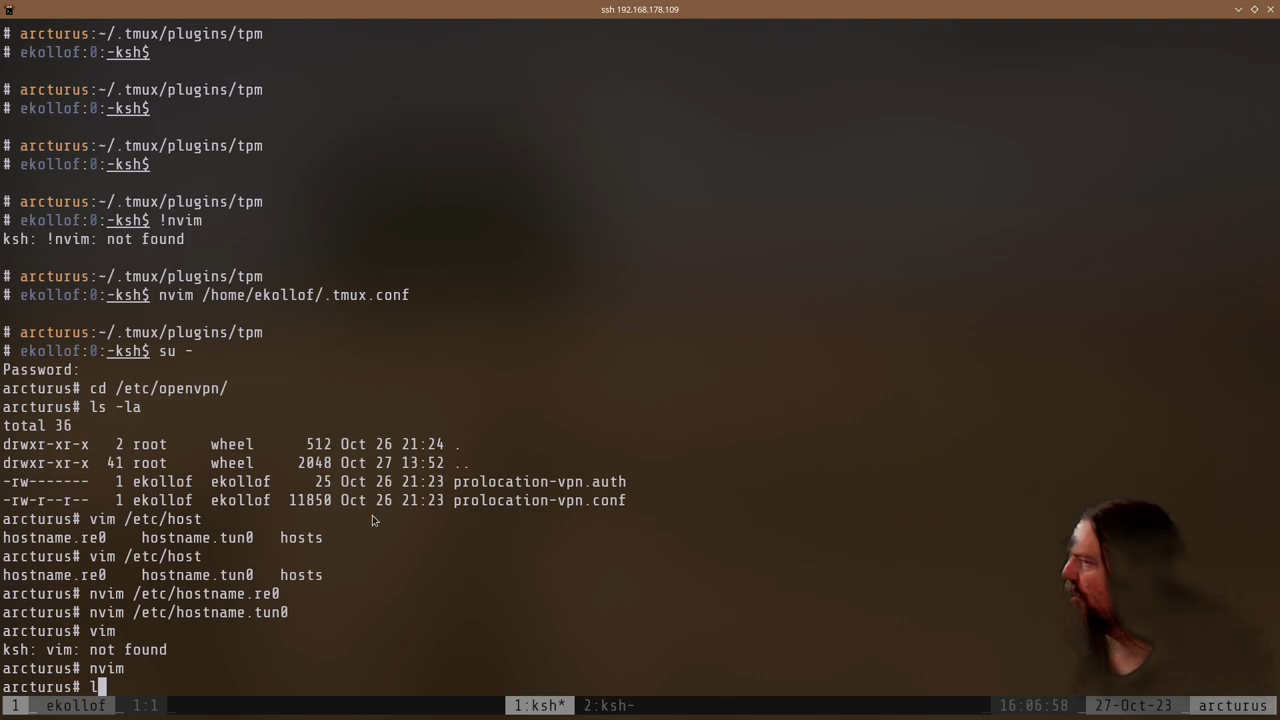 ssh 192.168.178.109
# arcturus:~/.tmux/plugins/tpm
# ekollof:0:-ksh$
# arcturus:~/.tmux/plugins/tpm
# ekollof:0:-ksh$
# arcturus:~/.tmux/plugins/tpm
# ekollof:0:-ksh$
# arcturus:~/.tmux/plugins/tpm
# ekollof:0:-ksh$ !nvim
ksh: !nvim: not found
# arcturus:~/.tmux/plugins/tpm
# ekollof:0:-ksh$ nvim /home/ekollof/.tmux.conf
# arcturus:~/.tmux/plugins/tpm
# ekollof:0:-ksh$ su -
Password:
arcturus# cd /etc/openvpn/
arcturus# ls -la
total 36
drwxr-xr-x   2 root     wheel      512 Oct 26 21:24 .
drwxr-xr-x  41 root     wheel     2048 Oct 27 13:52 ..
-rw-------   1 ekollof  ekollof     25 Oct 26 21:23 prolocation-vpn.auth
-rw-r--r--   1 ekollof  ekollof  11850 Oct 26 21:23 prolocation-vpn.conf
arcturus# vim /etc/host
hostname.re0    hostname.tun0   hosts
arcturus# vim /etc/host
hostname.re0    hostname.tun0   hosts
arcturus# nvim /etc/hostname.re0
arcturus# nvim /etc/hostname.tun0
arcturus# vim
ksh: vim: not found
arcturus# nvim
arcturus# l
1  ekollof  1:1  1:ksh*  2:ksh-  16:06:58  27-Oct-23  arcturus